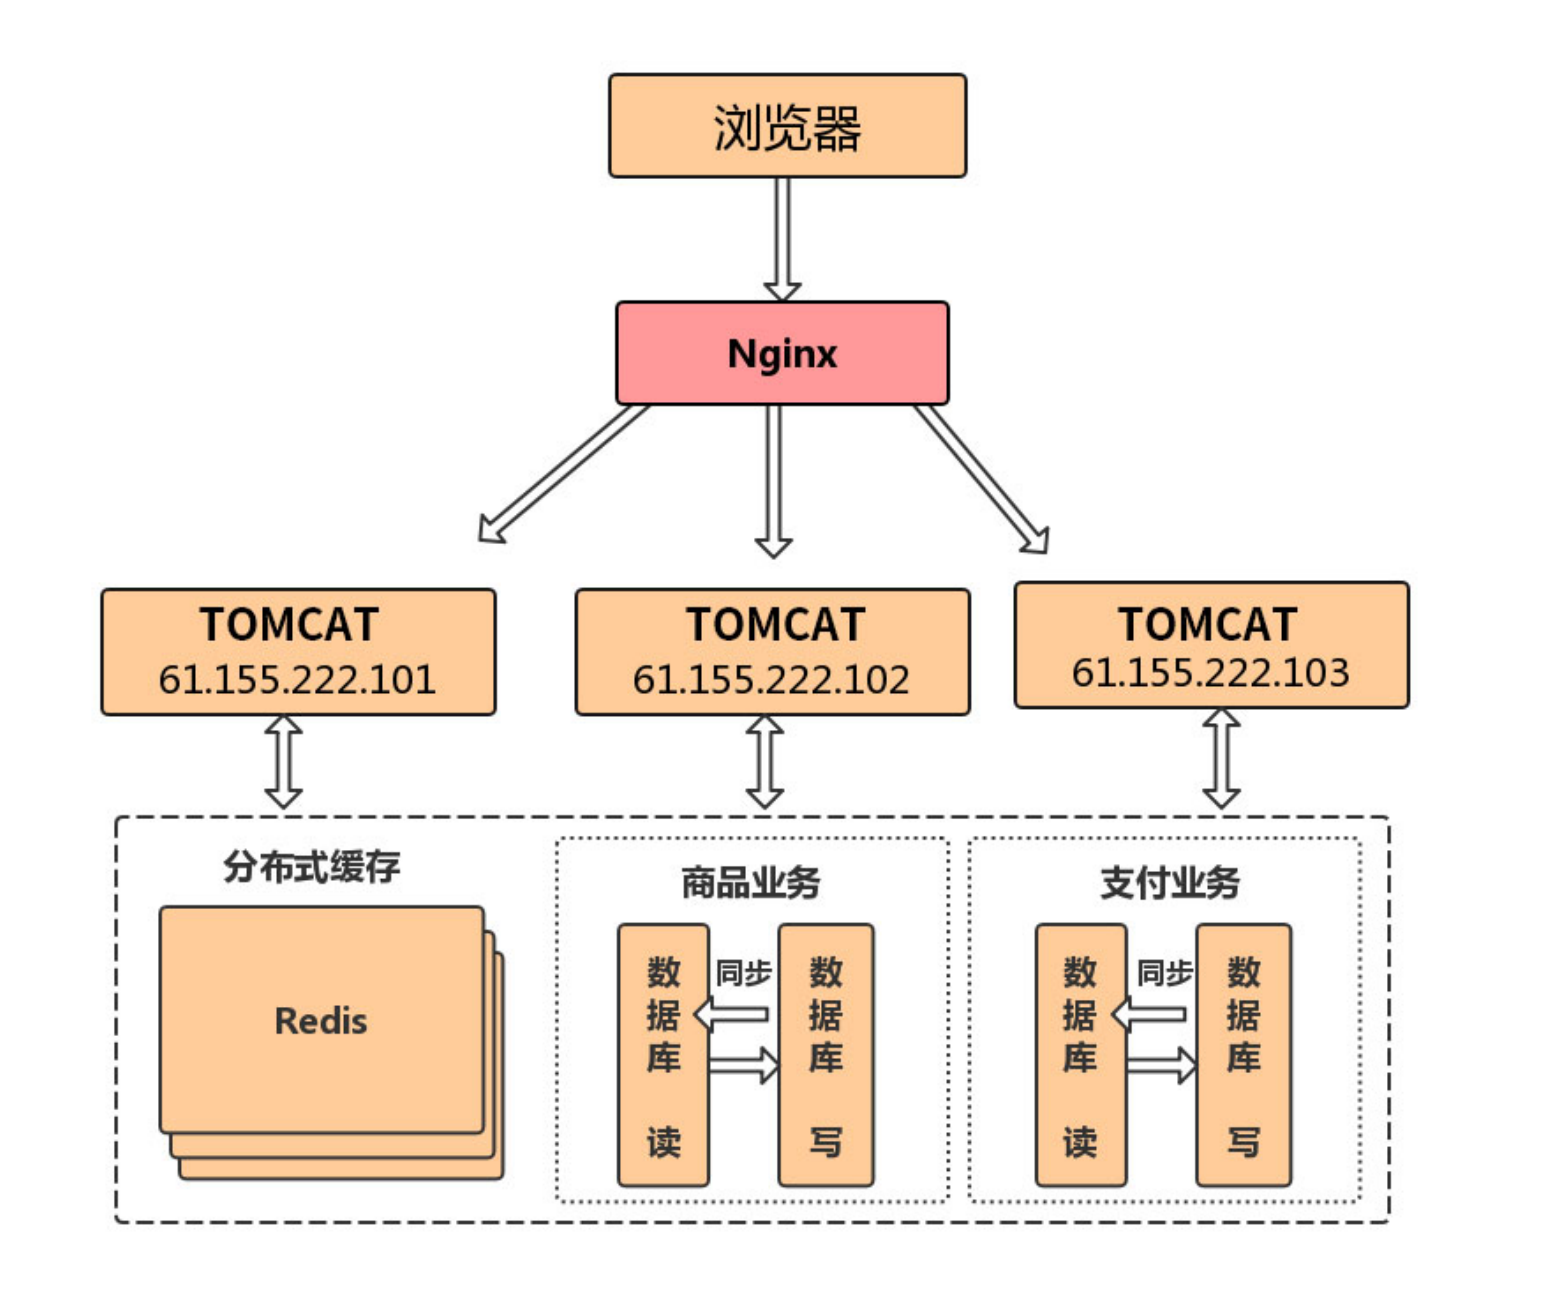 浏览器
Nginx
TOMCAT
61.155.222.101
TOMCAT
61.155.222.102
TOMCAT
61.155.222.103
分布式缓存
Redis
商品业务
数据库 读
同步
数据库 写
支付业务
数据库 读
同步
数据库 写